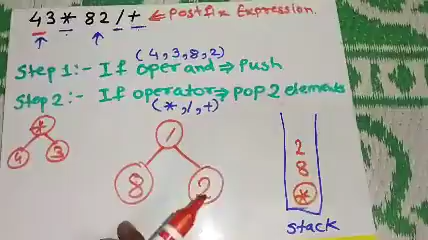 43*82/+ ⇐ Postfix Expression.
(4,3,8,2)
Step 1:- If operand ⇒ Push
Step 2:- If operator ⇒ pop 2 elements
(*,/,+)
*
4 3
/
8 2
2
8
*
stack